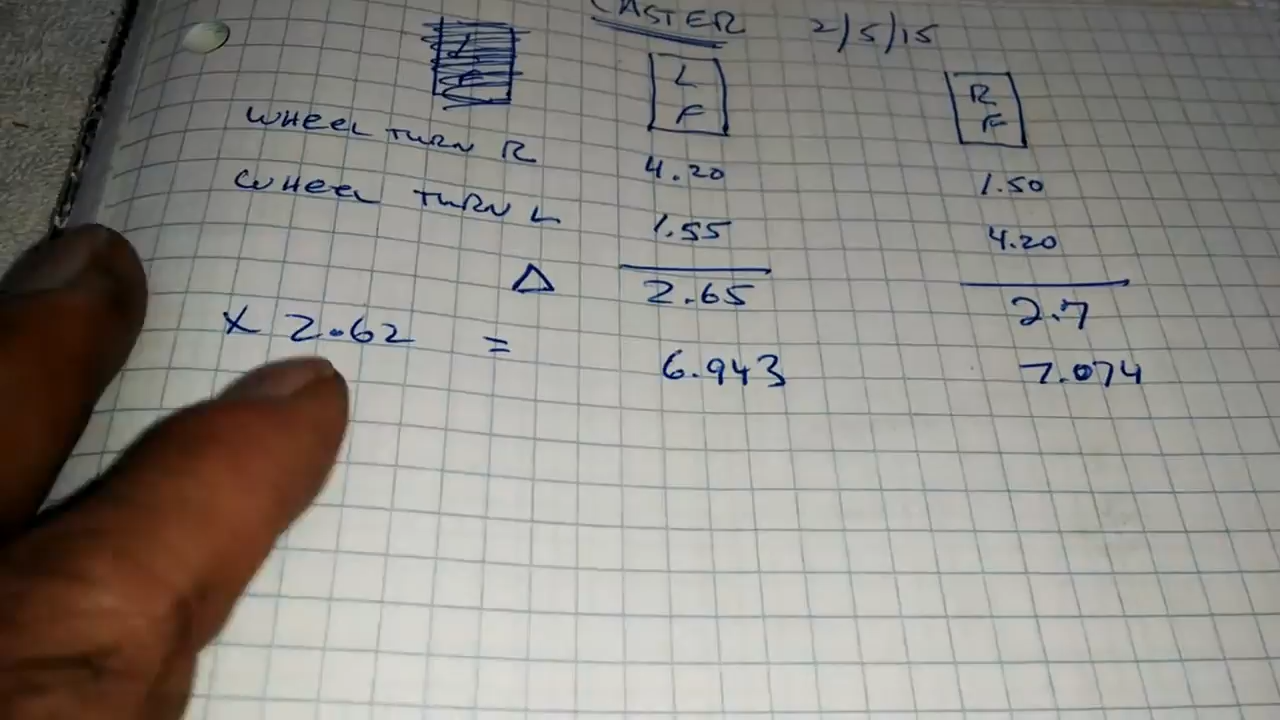 CASTER 2/5/15
L F R F
WHEEL TURN R 4.20 1.50
WHEEL TURN L 1.55 4.20
Δ 2.65 2.7
x 2.62 = 6.943 7.074